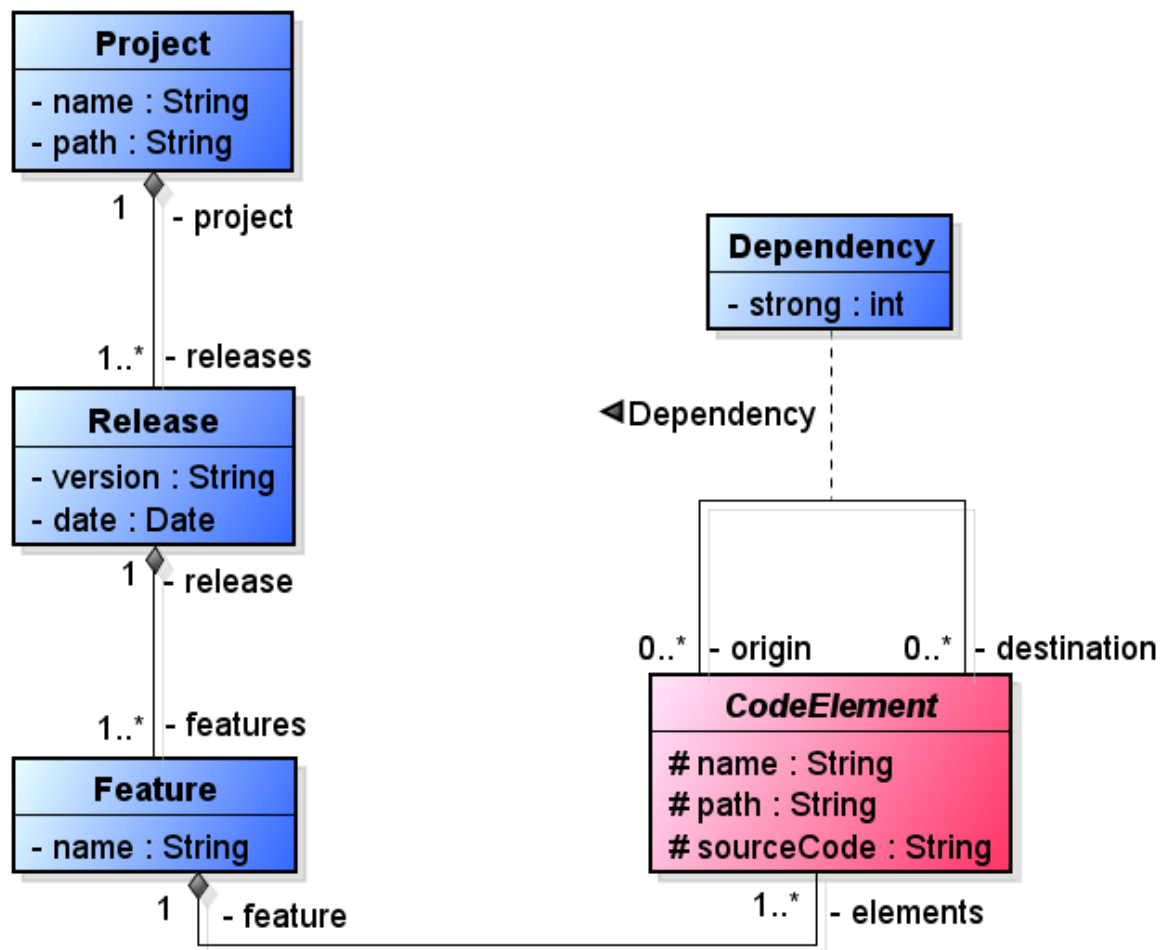 Project
- name : String
- path : String
1
- project
1..* - releases
Release
- version : String
- date : Date
1
- release
1..* - features
Feature
- name : String
1
- feature
Dependency
- strong : int
Dependency
0..* - origin
0..* - destination
CodeElement
# name : String
# path : String
# sourceCode : String
1..* - elements